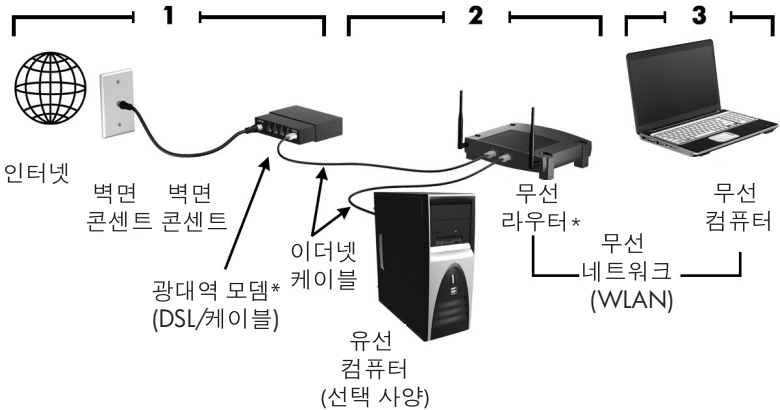 1
2
3
인터넷
벽면
콘센트
벽면
콘센트
광대역 모뎀*
(DSL/케이블)
이더넷
케이블
유선
컴퓨터
(선택 사양)
무선
라우터*
무선
네트워크
(WLAN)
무선
컴퓨터